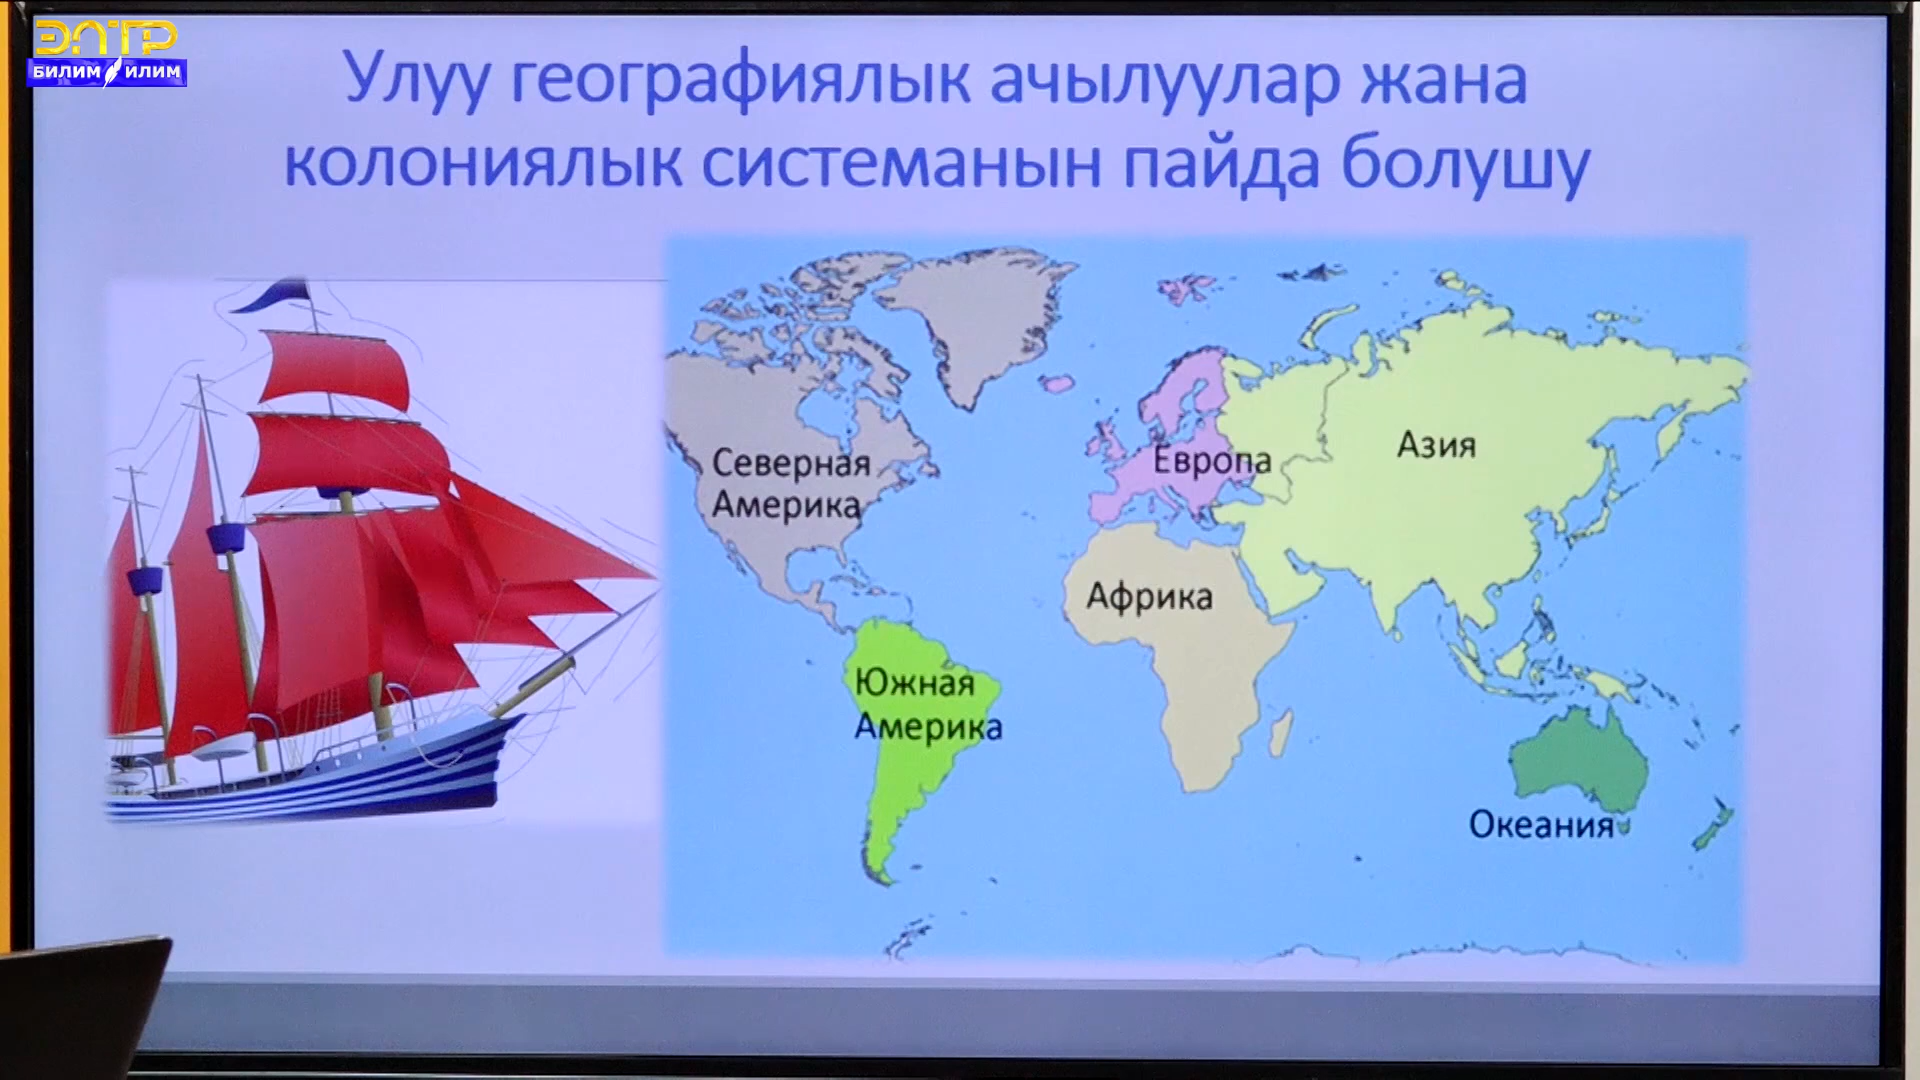 ЭЛТР
БИЛИМ ИЛИМ
Улуу географиялык ачылуулар жана
колониялык системанын пайда болушу
Северная
Америка
Европа
Азия
Африка
Южная
Америка
Океания